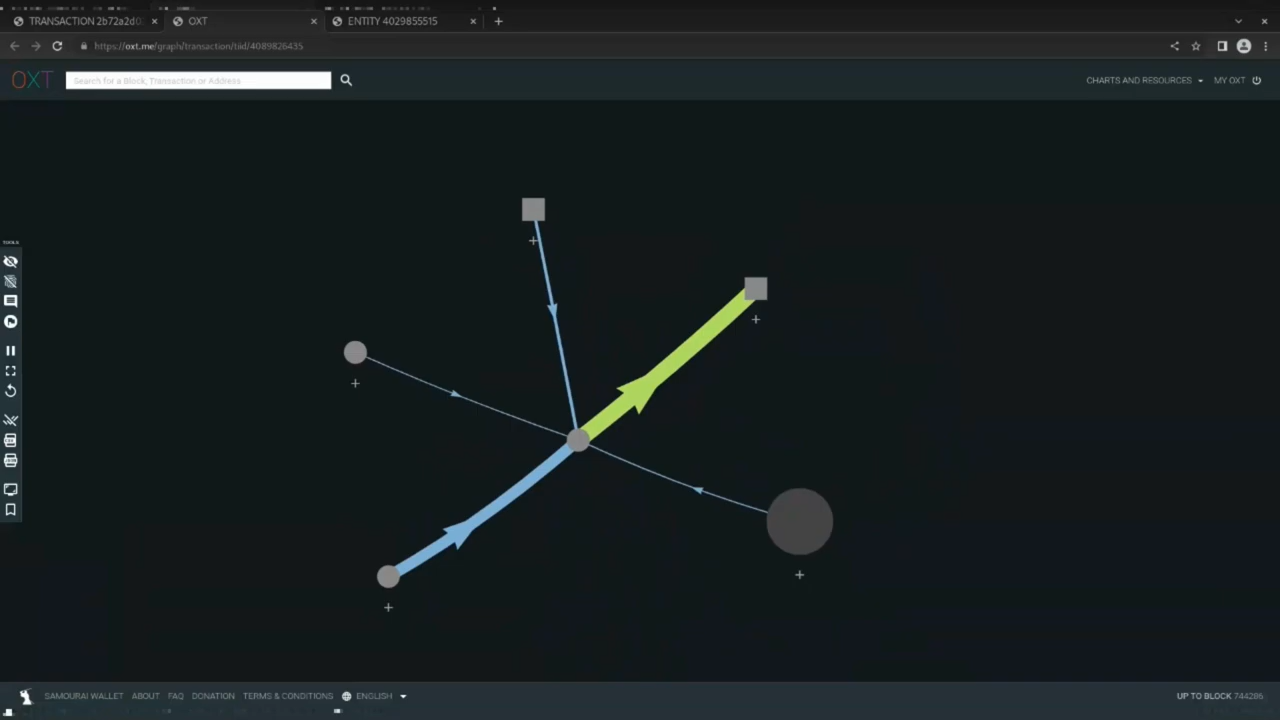 TRANSACTION 2b72a2d0
OXT
ENTITY 4029855515
https://oxt.me/graph/transaction/tiid/4089826435
OXT
Search for a Block, Transaction or Address
CHARTS AND RESOURCES
MY OXT
TOOLS
SAMOURAI WALLET
ABOUT
FAQ
DONATION
TERMS & CONDITIONS
ENGLISH
UP TO BLOCK 744286